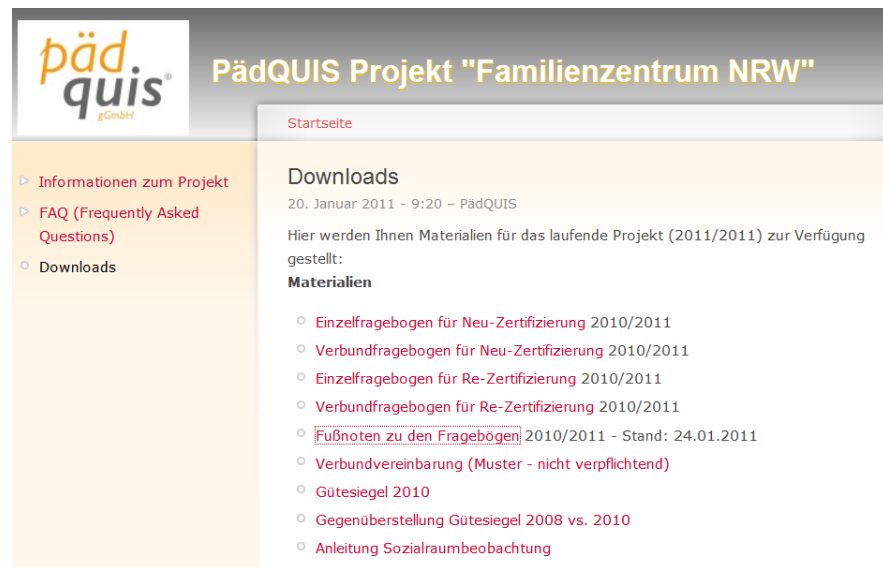 päd
quis
gGmbH
PädQUIS Projekt "Familienzentrum NRW"
Startseite
Informationen zum Projekt
FAQ (Frequently Asked
Questions)
Downloads
Downloads
20. Januar 2011 - 9:20 – PädQUIS
Hier werden Ihnen Materialien für das laufende Projekt (2011/2011) zur Verfügung
gestellt:
Materialien
Einzelfragebogen für Neu-Zertifizierung 2010/2011
Verbundfragebogen für Neu-Zertifizierung 2010/2011
Einzelfragebogen für Re-Zertifizierung 2010/2011
Verbundfragebogen für Re-Zertifizierung 2010/2011
Fußnoten zu den Fragebögen 2010/2011 - Stand: 24.01.2011
Verbundvereinbarung (Muster - nicht verpflichtend)
Gütesiegel 2010
Gegenüberstellung Gütesiegel 2008 vs. 2010
Anleitung Sozialraumbeobachtung